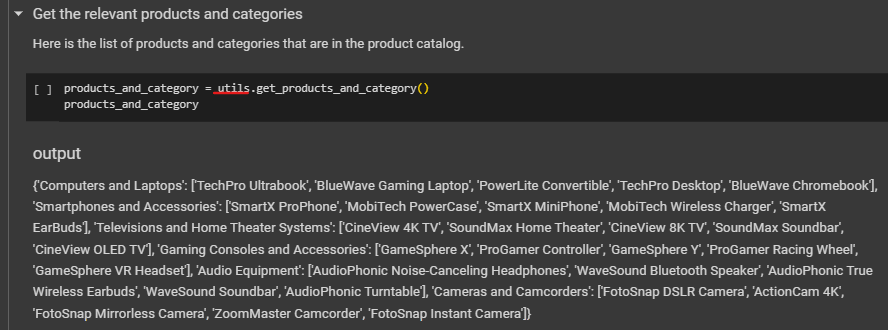 Get the relevant products and categories
Here is the list of products and categories that are in the product catalog.
[ ] products_and_category = utils.get_products_and_category()
products_and_category
output
{'Computers and Laptops': ['TechPro Ultrabook', 'BlueWave Gaming Laptop', 'PowerLite Convertible', 'TechPro Desktop', 'BlueWave Chromebook'],
'Smartphones and Accessories': ['SmartX ProPhone', 'MobiTech PowerCase', 'SmartX MiniPhone', 'MobiTech Wireless Charger', 'SmartX
EarBuds'], 'Televisions and Home Theater Systems': ['CineView 4K TV', 'SoundMax Home Theater', 'CineView 8K TV', 'SoundMax Soundbar',
'CineView OLED TV'], 'Gaming Consoles and Accessories': ['GameSphere X', 'ProGamer Controller', 'GameSphere Y', 'ProGamer Racing Wheel',
'GameSphere VR Headset'], 'Audio Equipment': ['AudioPhonic Noise-Canceling Headphones', 'WaveSound Bluetooth Speaker', 'AudioPhonic True
Wireless Earbuds', 'WaveSound Soundbar', 'AudioPhonic Turntable'], 'Cameras and Camcorders': ['FotoSnap DSLR Camera', 'ActionCam 4K',
'FotoSnap Mirrorless Camera', 'ZoomMaster Camcorder', 'FotoSnap Instant Camera']}